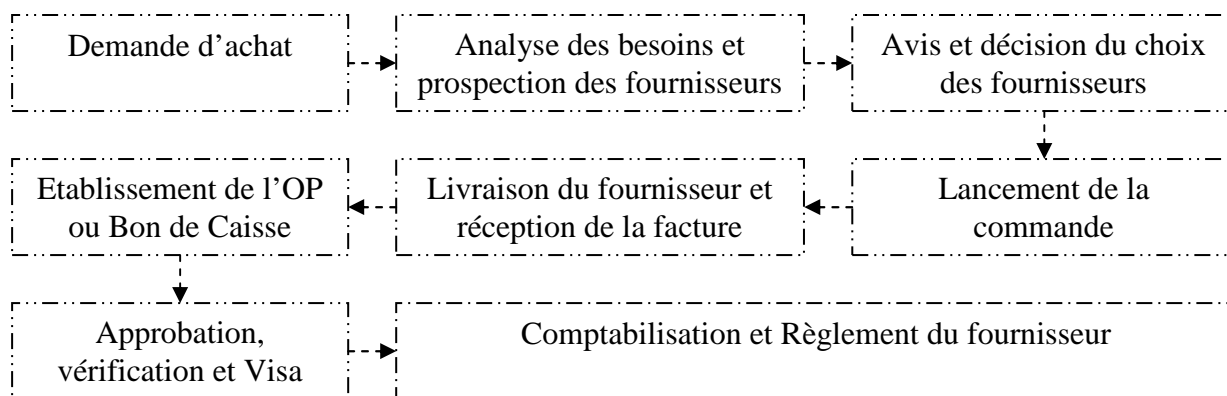 Demande d’achat
Analyse des besoins et
prospection des fournisseurs
Avis et décision du choix
des fournisseurs
Lancement de la
commande
Livraison du fournisseur et
réception de la facture
Etablissement de l’OP
ou Bon de Caisse
Approbation,
vérification et Visa
Comptabilisation et Règlement du fournisseur